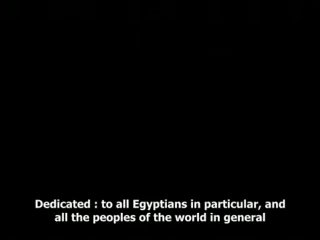 Dedicated : to all Egyptians in particular, and
all the peoples of the world in general